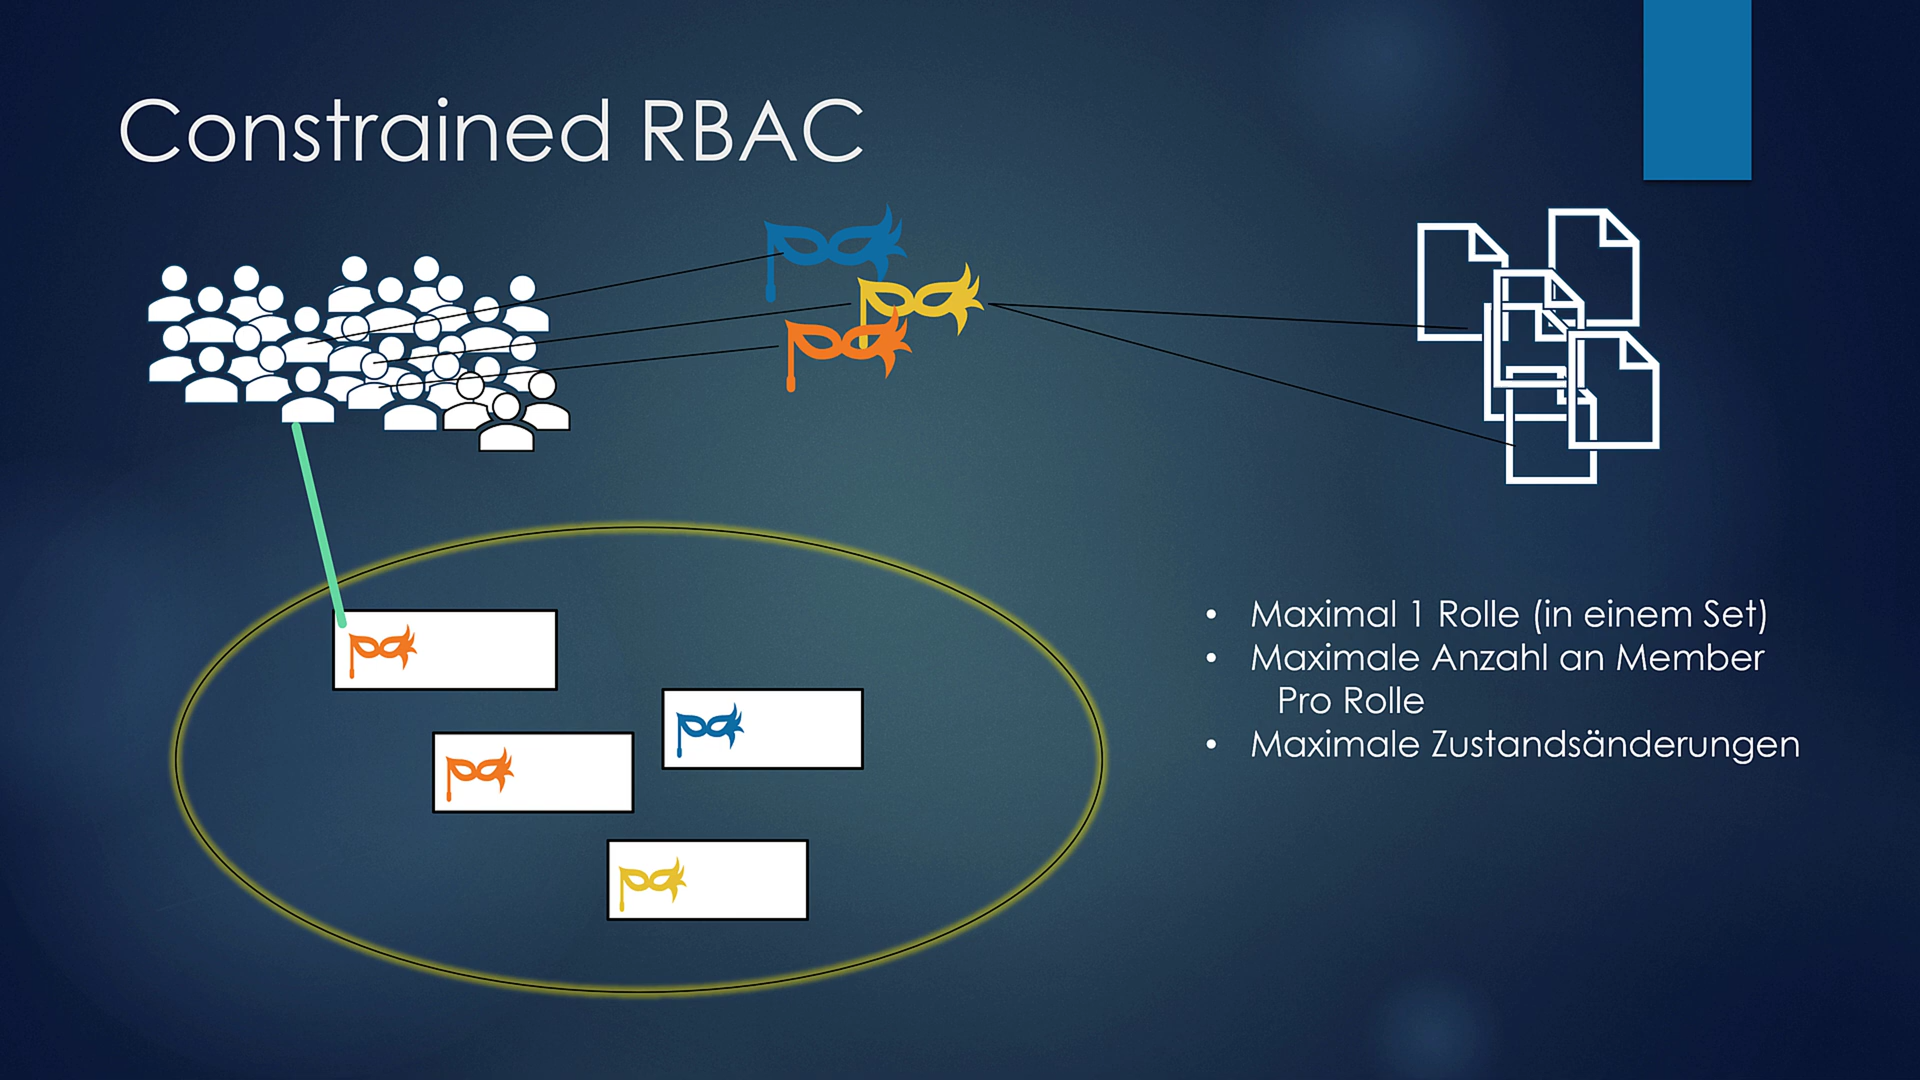 Constrained RBAC
• Maximal 1 Rolle (in einem Set)
• Maximale Anzahl an Member
Pro Rolle
• Maximale Zustandsänderungen